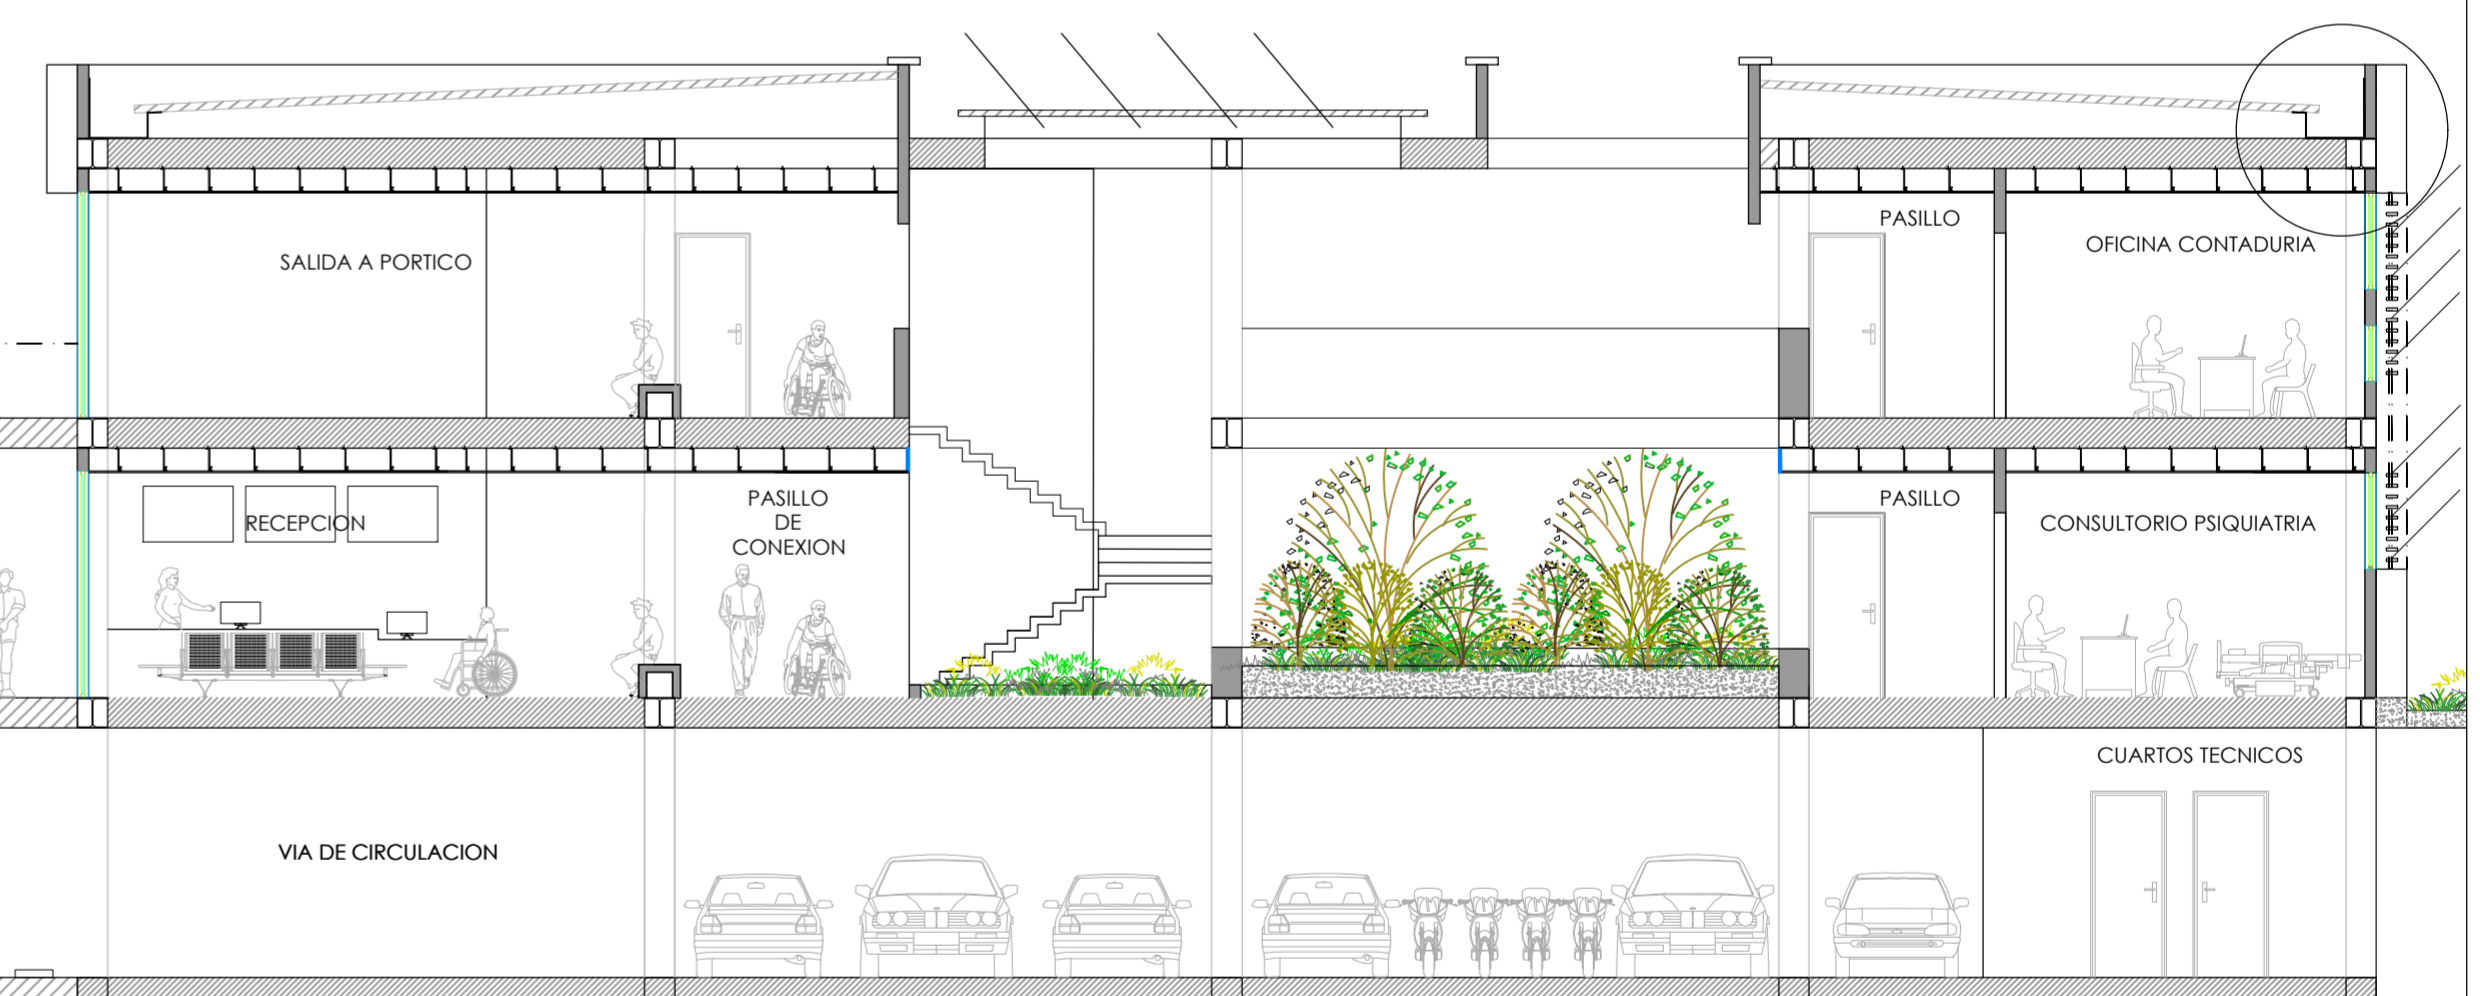 PASILLO
SALIDA A PORTICO
OFICINA CONTADURIA
RECEPCION
PASILLO
DE
CONEXION
PASILLO
CONSULTORIO PSIQUIATRIA
CUARTOS TECNICOS
VIA DE CIRCULACION